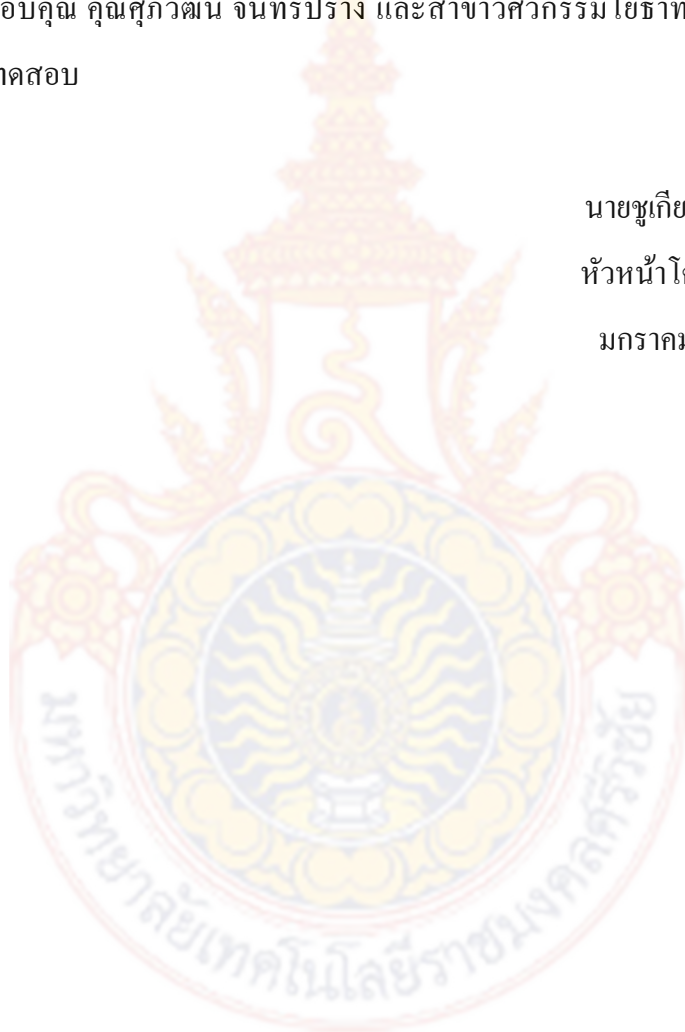 อบคุณ คุณศุภวัฒน์ จันทร์ปราง และสาขาวิศวกรรมโยธาท
ทดสอบ
นายชูเกีย
หัวหน้าโค
มกราคม
มหาวิทยาลัยเทคโนโลยีราชมงคลศรีวิชัย